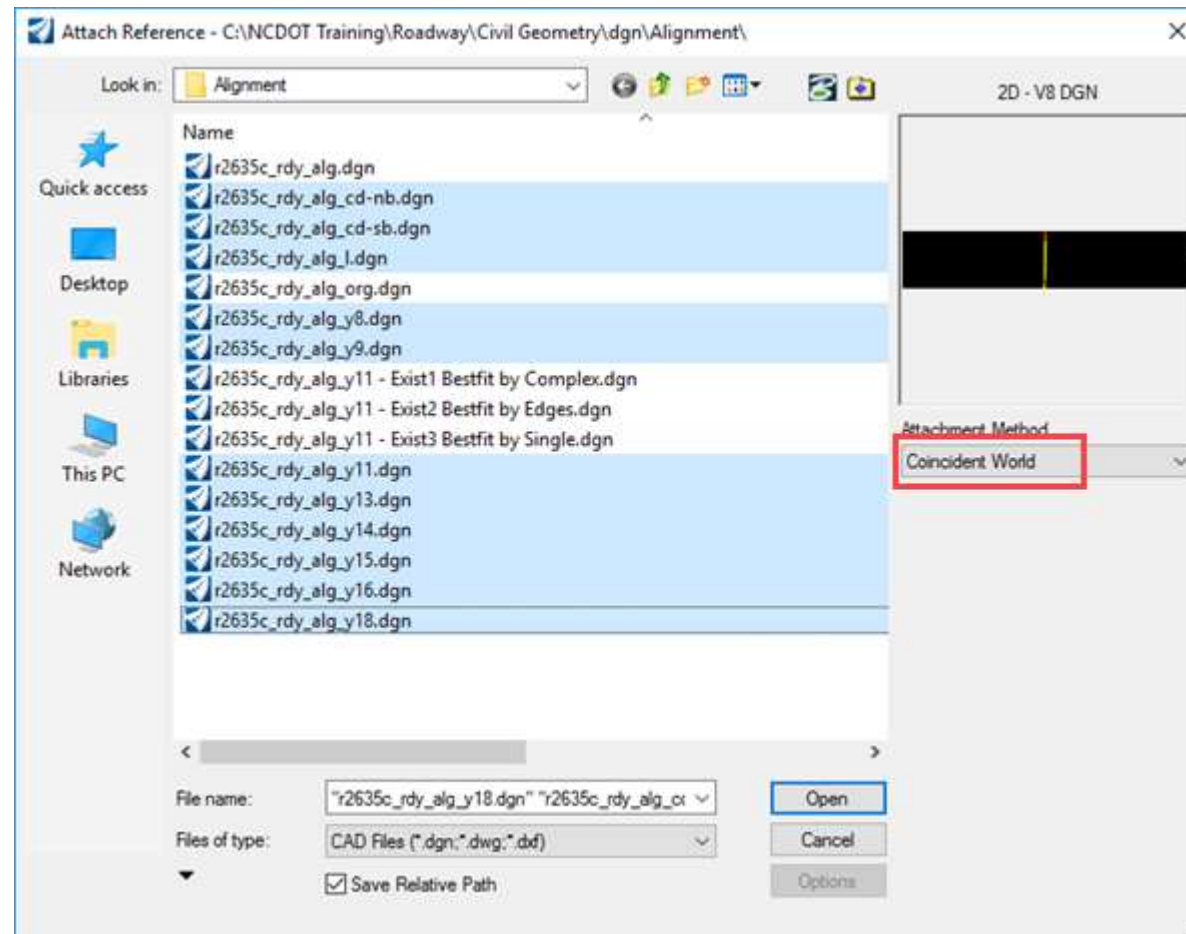 Attach Reference - C:\NCDOT Training\Roadway\Civil Geometry\dgn\Alignment\
Look in: Alignment
2D - V8 DGN
Quick access
Desktop
Libraries
This PC
Network
Name
r2635c_rdy_alg.dgn
r2635c_rdy_alg_cd-nb.dgn
r2635c_rdy_alg_cd-sb.dgn
r2635c_rdy_alg_l.dgn
r2635c_rdy_alg_org.dgn
r2635c_rdy_alg_y8.dgn
r2635c_rdy_alg_y9.dgn
r2635c_rdy_alg_y11 - Exist1 Bestfit by Complex.dgn
r2635c_rdy_alg_y11 - Exist2 Bestfit by Edges.dgn
r2635c_rdy_alg_y11 - Exist3 Bestfit by Single.dgn
r2635c_rdy_alg_y11.dgn
r2635c_rdy_alg_y13.dgn
r2635c_rdy_alg_y14.dgn
r2635c_rdy_alg_y15.dgn
r2635c_rdy_alg_y16.dgn
r2635c_rdy_alg_y18.dgn
Attachment Method
Coincident World
File name: "r2635c_rdy_alg_y18.dgn" "r2635c_rdy_alg_cc
Open
Files of type: CAD Files (*.dgn;*.dwg;*.dxf)
Cancel
Save Relative Path
Options